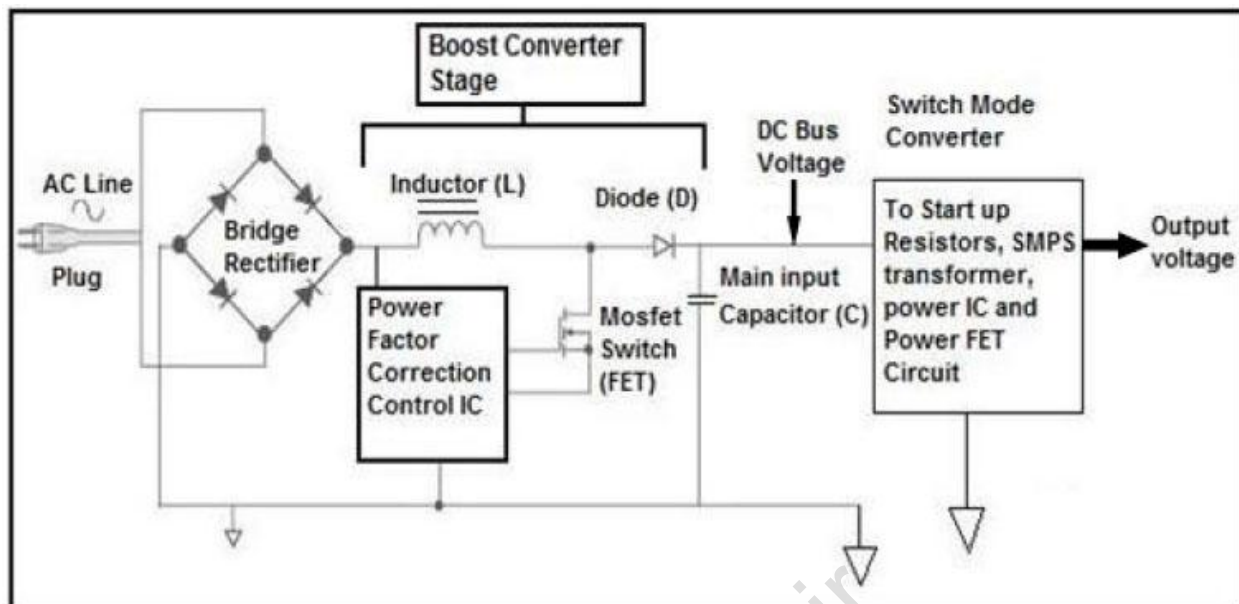 Boost Converter
Stage
Switch Mode
Converter
DC Bus
Voltage
AC Line
Inductor (L)
Diode (D)
Bridge
Rectifier
Plug
To Start up
Resistors, SMPS
transformer,
power IC and
Power FET
Circuit
Output
voltage
Power
Factor
Correction
Control IC
Mosfet
Switch
(FET)
Main input
Capacitor (C)